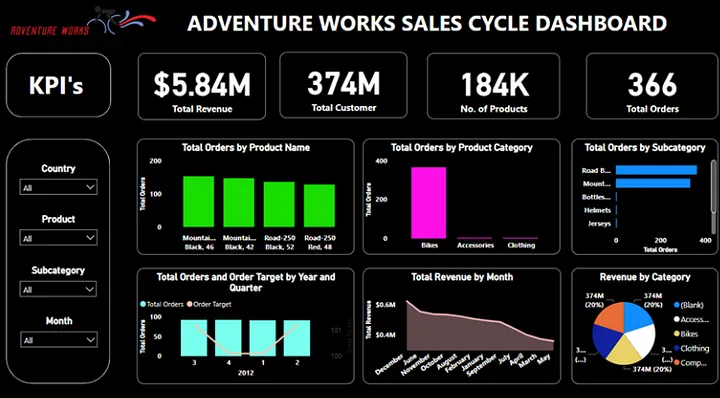 ADVENTURE WORKS
ADVENTURE WORKS SALES CYCLE DASHBOARD
KPI's
$5.84M
Total Revenue
374M
Total Customer
184K
No. of Products
366
Total Orders
Country
All
Product
All
Subcategory
All
Month
All
Total Orders by Product Name
Total Orders
200
100
0
Mountai...
Black, 46
Mountai...
Black, 42
Road-250
Black, 52
Road-250
Red, 48
Total Orders by Product Category
Total Orders
400
200
0
Bikes
Accessories
Clothing
Total Orders by Subcategory
Road B...
Mount...
Bottles...
Helmets
Jerseys
0
200
400
Total Orders
Total Orders and Order Target by Year and
Quarter
Total Orders
Order Target
100
50
0
101
100
3
4
1
2
2012
Total Revenue by Month
Total Revenue
$0.6M
$0.4M
December
June
November
October
August
February
January
September
July
April
March
May
Revenue by Category
374M
(20%)
374M
(20%)
3...
(...)
3...
(...)
374M (20%)
(Blank)
Access...
Bikes
Clothing
Comp...